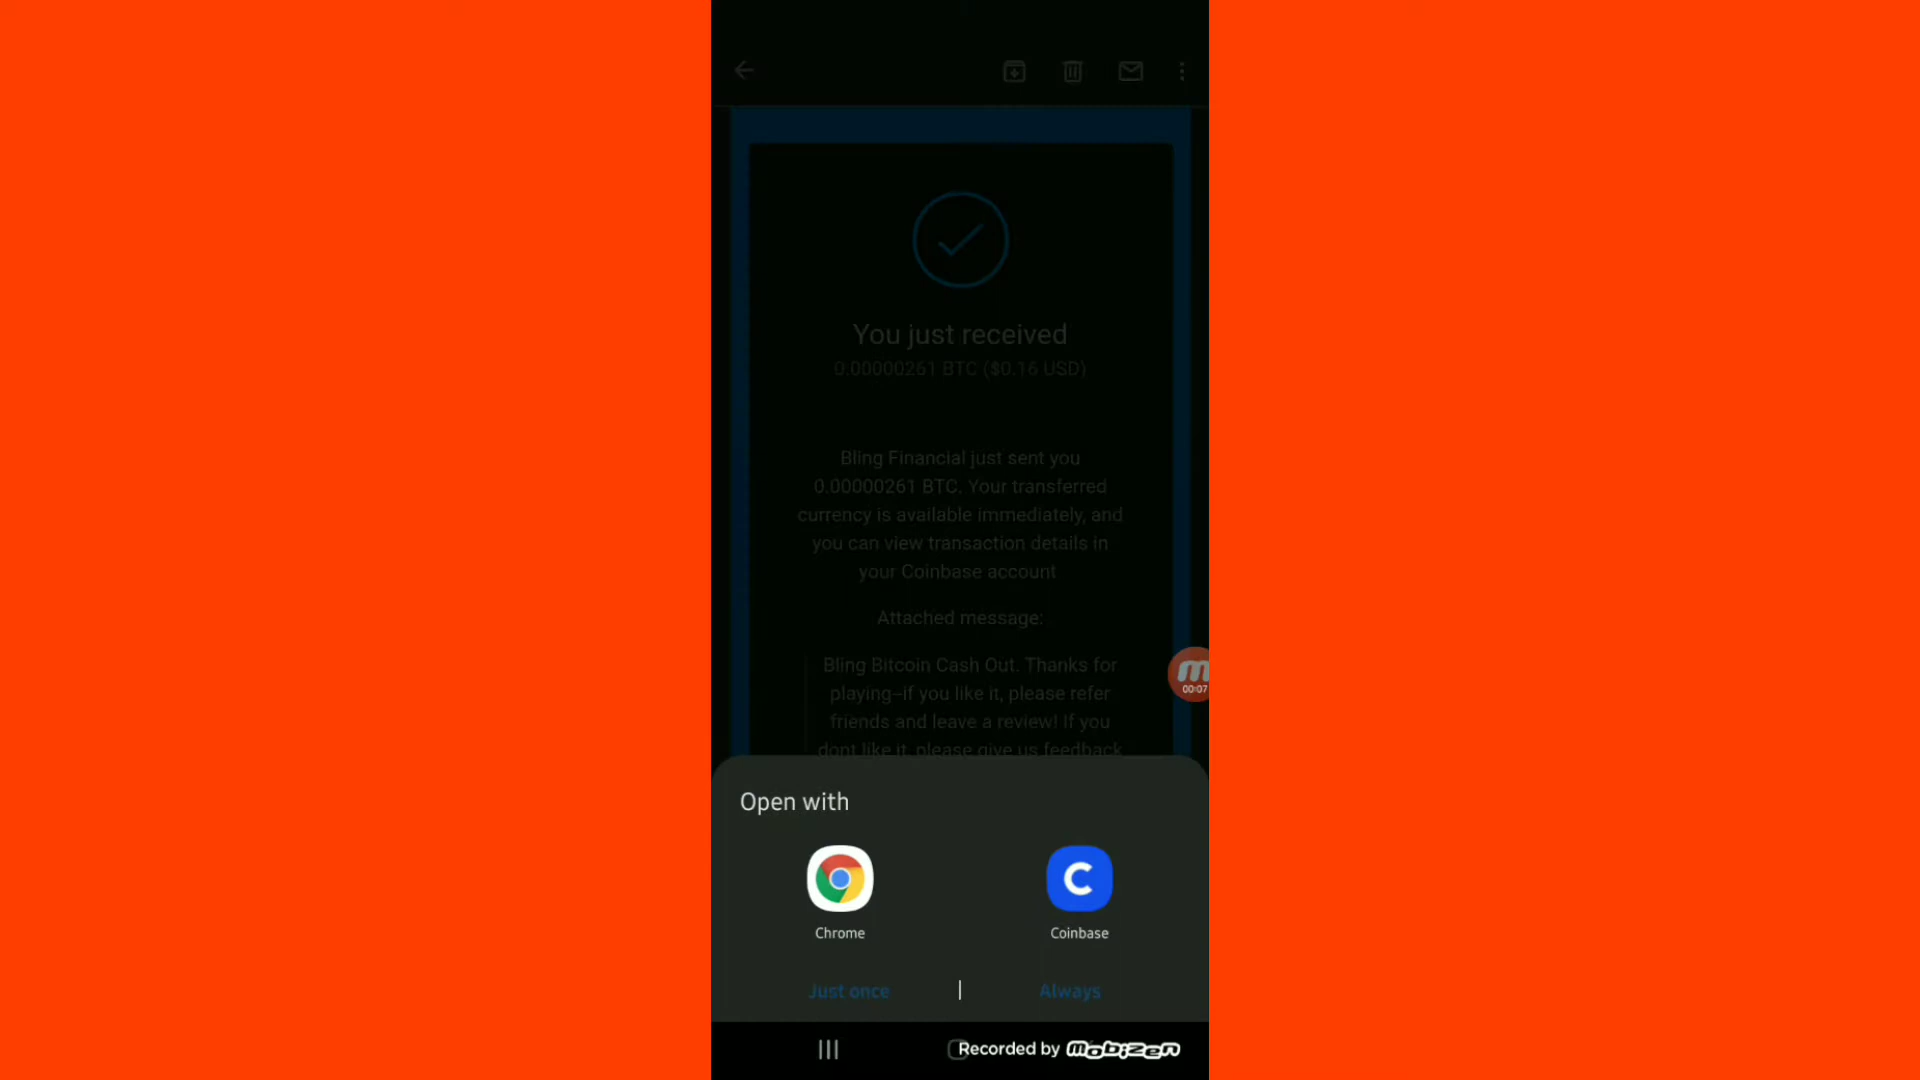 You just received
0.00000261 BTC ($0.16 USD)
Bling Financial just sent you
0.00000261 BTC. Your transferred
currency is available immediately, and
you can view transaction details in
your Coinbase account
Attached message:
Bling Bitcoin Cash Out. Thanks for
playing--if you like it, please refer
friends and leave a review! If you
dont like it, please give us feedback
m
00:07
Open with
C
Chrome
Coinbase
Just once
Always
Recorded by mobizen